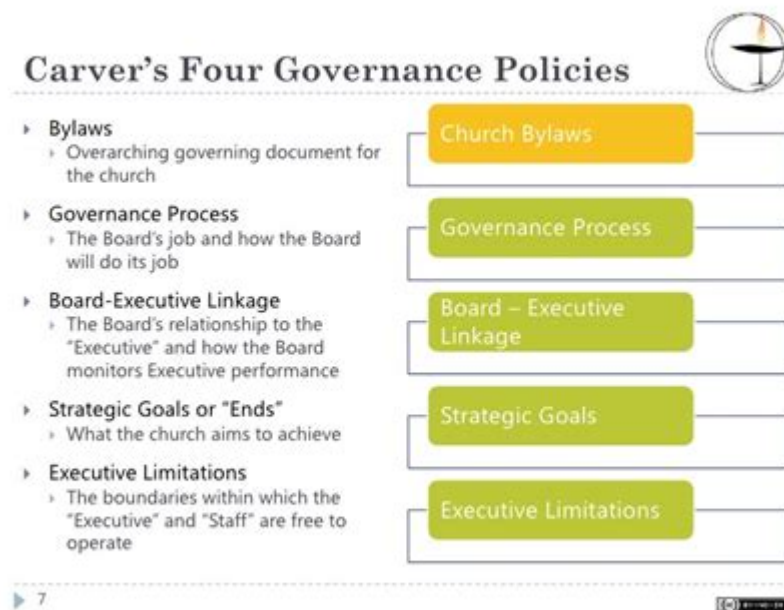 Carver's Four Governance Policies
Bylaws
Overarching governing document for
the church
Governance Process
The Board's job and how the Board
will do its job
Board-Executive Linkage
The Board's relationship to the
"Executive" and how the Board
monitors Executive performance
Strategic Goals or "Ends"
What the church aims to achieve
Executive Limitations
The boundaries within which the
"Executive" and "Staff" are free to
operate
Church Bylaws
Governance Process
Board – Executive
Linkage
Strategic Goals
Executive Limitations
7